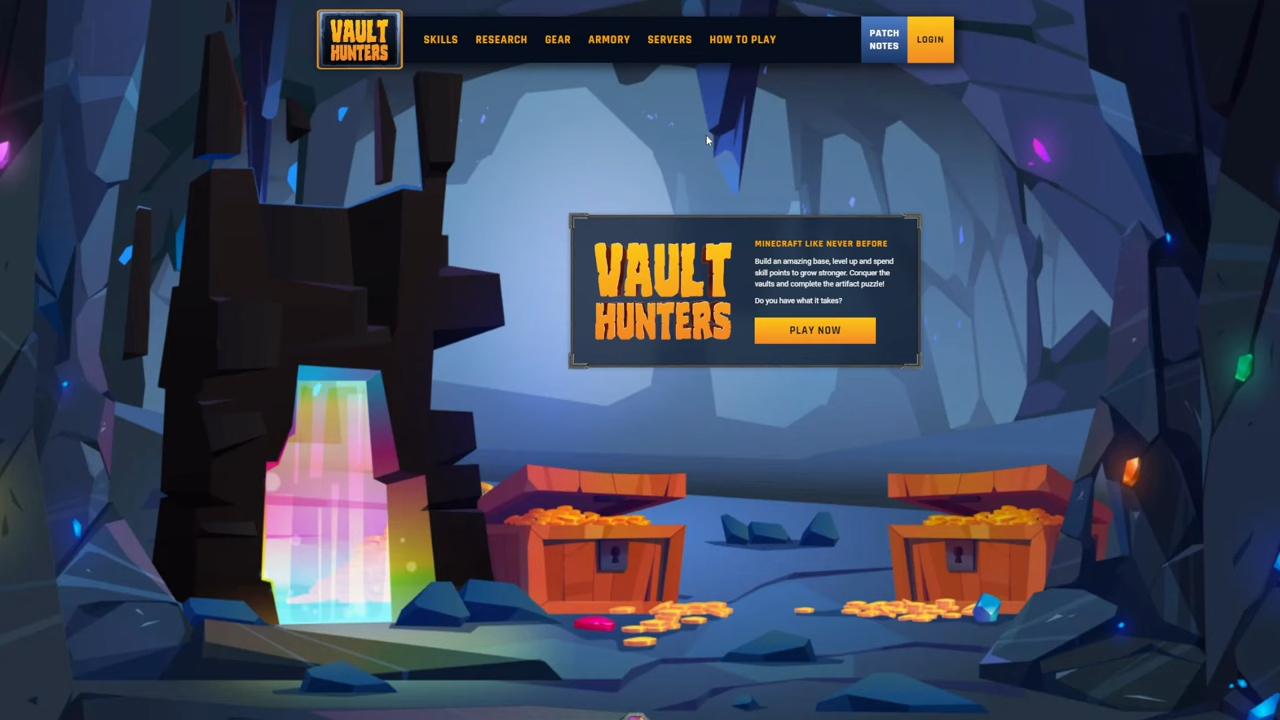 VAULT
HUNTERS
SKILLS RESEARCH GEAR ARMORY SERVERS HOW TO PLAY
PATCH
NOTES
LOGIN
VAULT
HUNTERS
MINECRAFT LIKE NEVER BEFORE
Build an amazing base, level up and spend
skill points to grow stronger. Conquer the
vaults and complete the artifact puzzle!
Do you have what it takes?
PLAY NOW